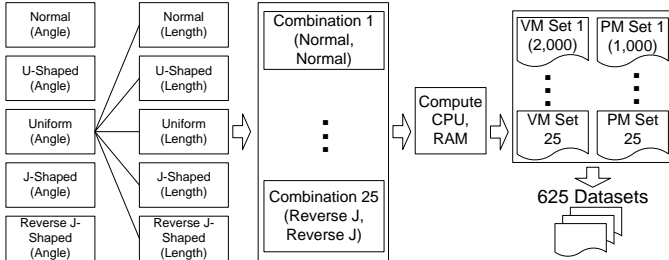 Normal
(Angle)
U-Shaped
(Angle)
Uniform
(Angle)
J-Shaped
(Angle)
Reverse J-
Shaped
(Angle)
Normal
(Length)
U-Shaped
(Length)
Uniform
(Length)
J-Shaped
(Length)
Reverse J-
Shaped
(Length)
Combination 1
(Normal,
Normal)
Combination 25
(Reverse J,
Reverse J)
Compute
CPU,
RAM
VM Set 1
(2,000)
PM Set 1
(1,000)
VM Set
25
PM Set
25
625 Datasets